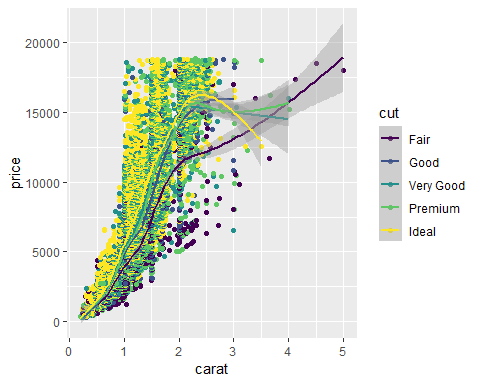 20000
15000
10000
5000
0
price
0
1
2
3
4
5
carat
cut
Fair
Good
Very Good
Premium
Ideal